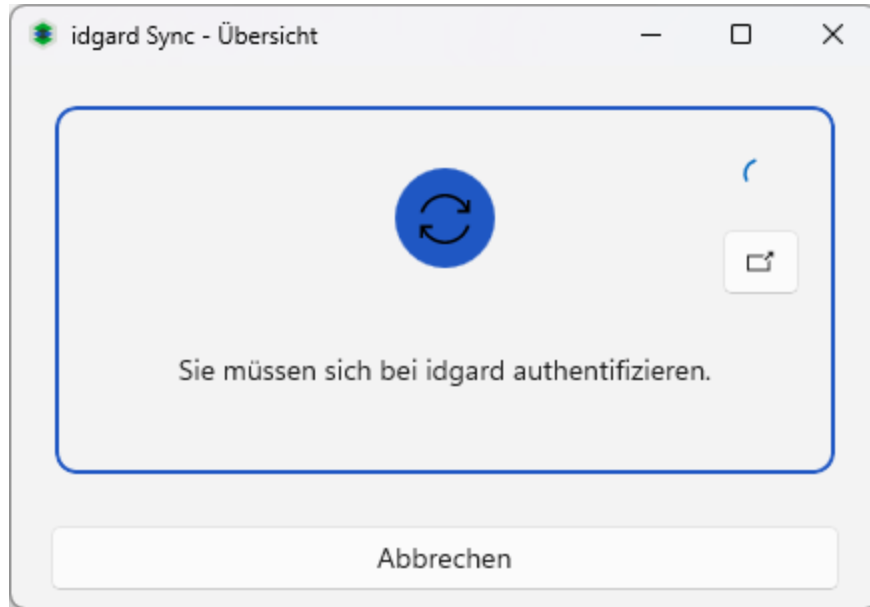 idgard Sync - Übersicht
Sie müssen sich bei idgard authentifizieren.
Abbrechen